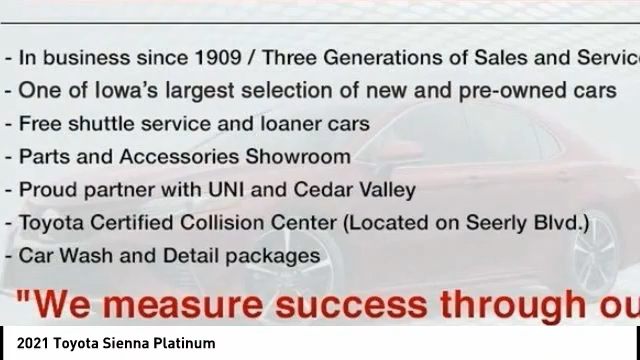 - In business since 1909 / Three Generations of Sales and Servic
- One of Iowa's largest selection of new and pre-owned cars
- Free shuttle service and loaner cars
- Parts and Accessories Showroom
- Proud partner with UNI and Cedar Valley
- Toyota Certified Collision Center (Located on Seerly Blvd.)
- Car Wash and Detail packages
"We measure success through ou
2021 Toyota Sienna Platinum